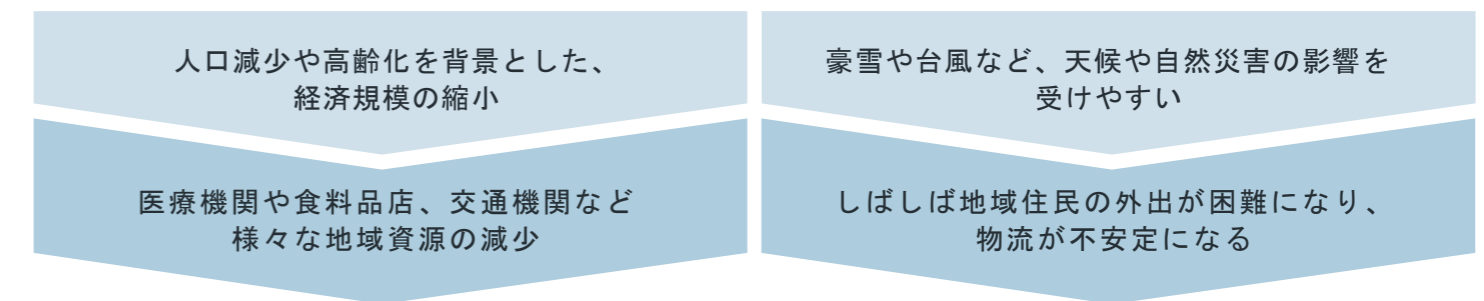 人口減少や高齢化を背景とした、
経済規模の縮小
医療機関や食料品店、交通機関など
様々な地域資源の減少
豪雪や台風など、天候や自然災害の影響を
受けやすい
しばしば地域住民の外出が困難になり、
物流が不安定になる